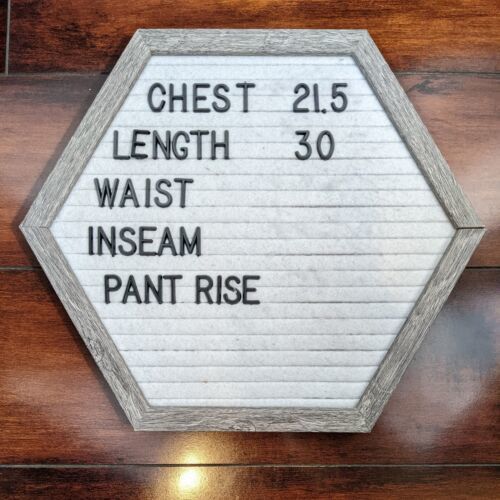 CHEST 21.5
LENGTH 30
WAIST
INSEAM
PANT RISE